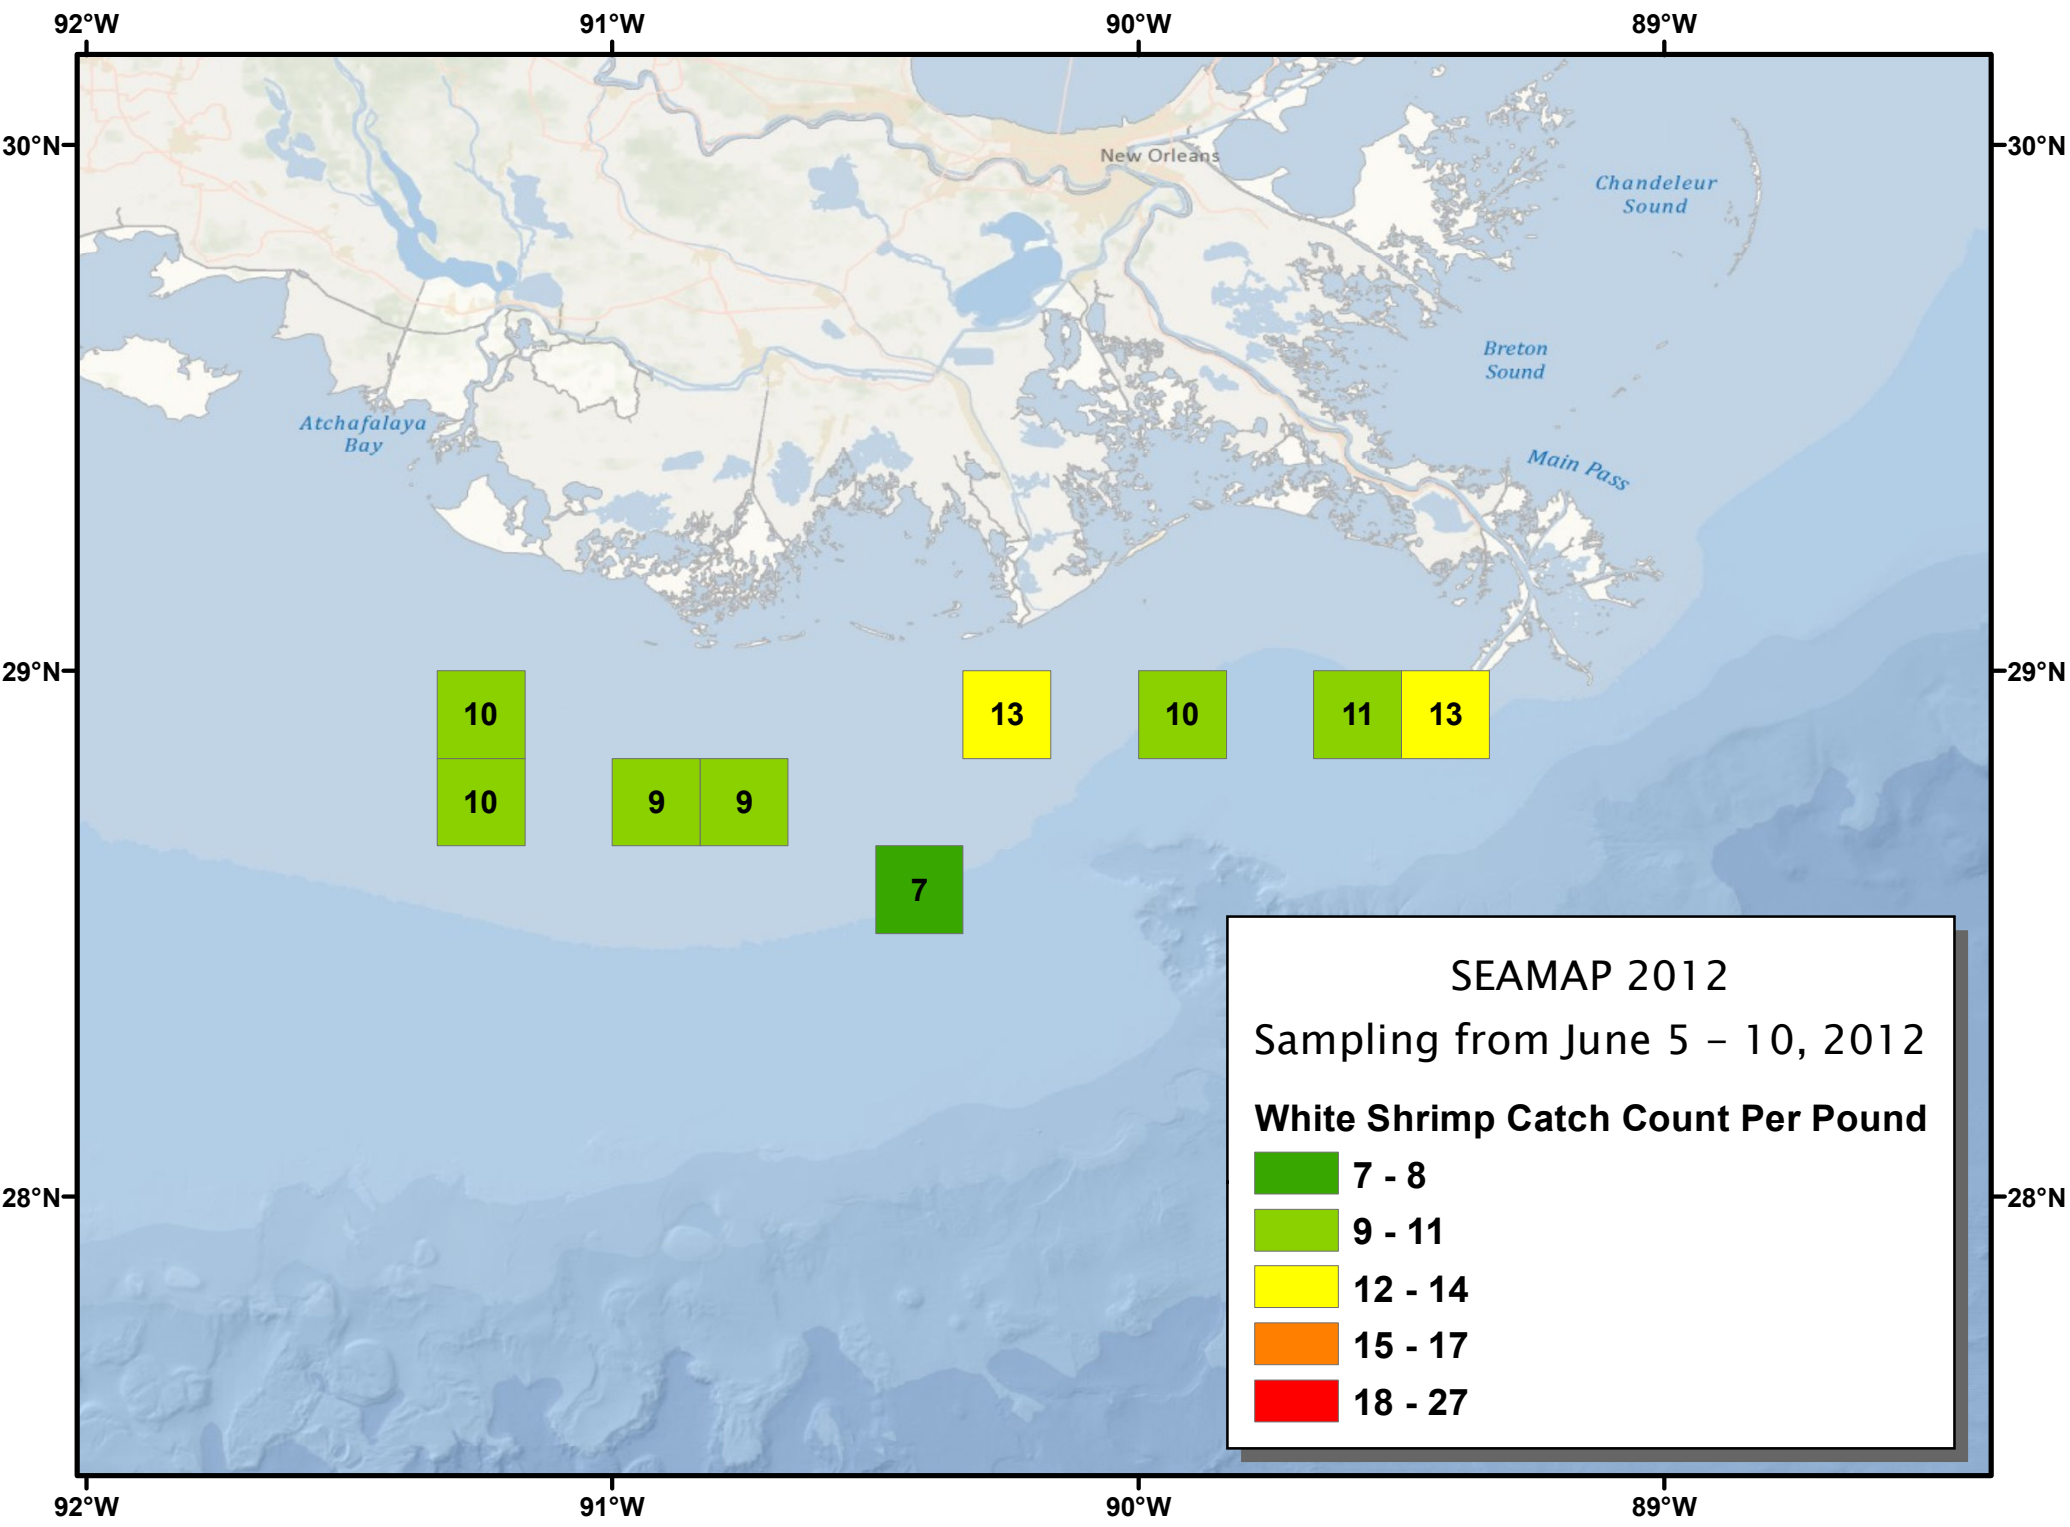 92°W 91°W 90°W 89°W
30°N 30°N
New Orleans
Chandeleur
Sound
Breton
Sound
Atchafalaya
Bay
Main Pass
29°N 29°N
10 13 10 11 13
10 9 9
7
SEAMAP 2012
Sampling from June 5 – 10, 2012
White Shrimp Catch Count Per Pound
7 - 8
28°N 28°N
9 - 11
12 - 14
15 - 17
18 - 27
92°W 91°W 90°W 89°W